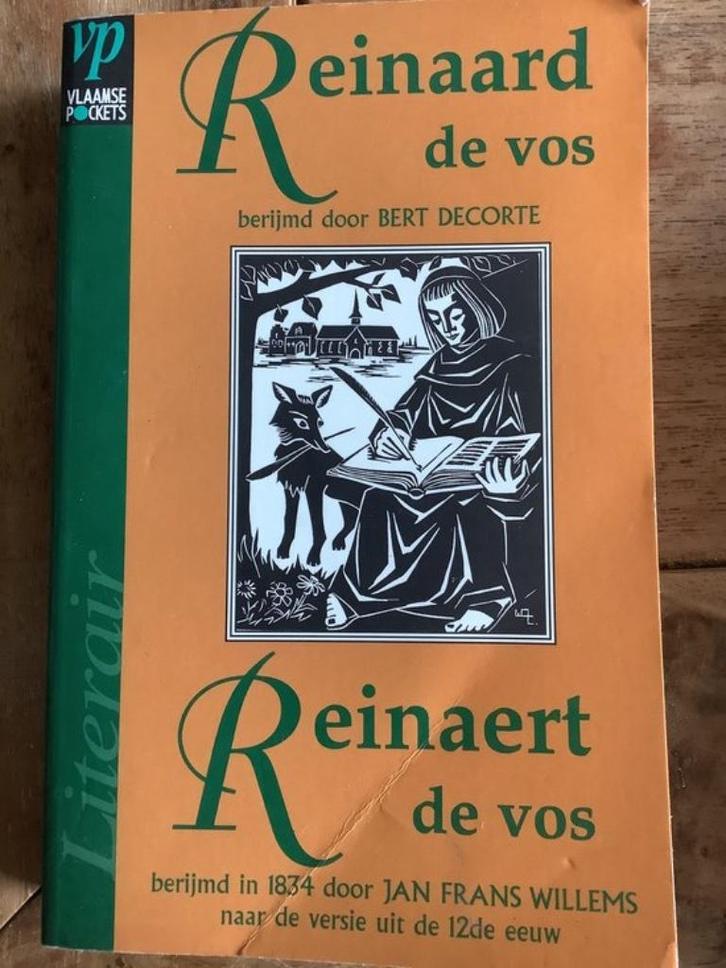 vp
VLAAMSE
POCKETS
Reinaard
de vos
berijmd door BERT DECORTE
Reinaert
de vos
berijmd in 1834 door JAN FRANS WILLEMS
naar de versie uit de 12de eeuw
Literair